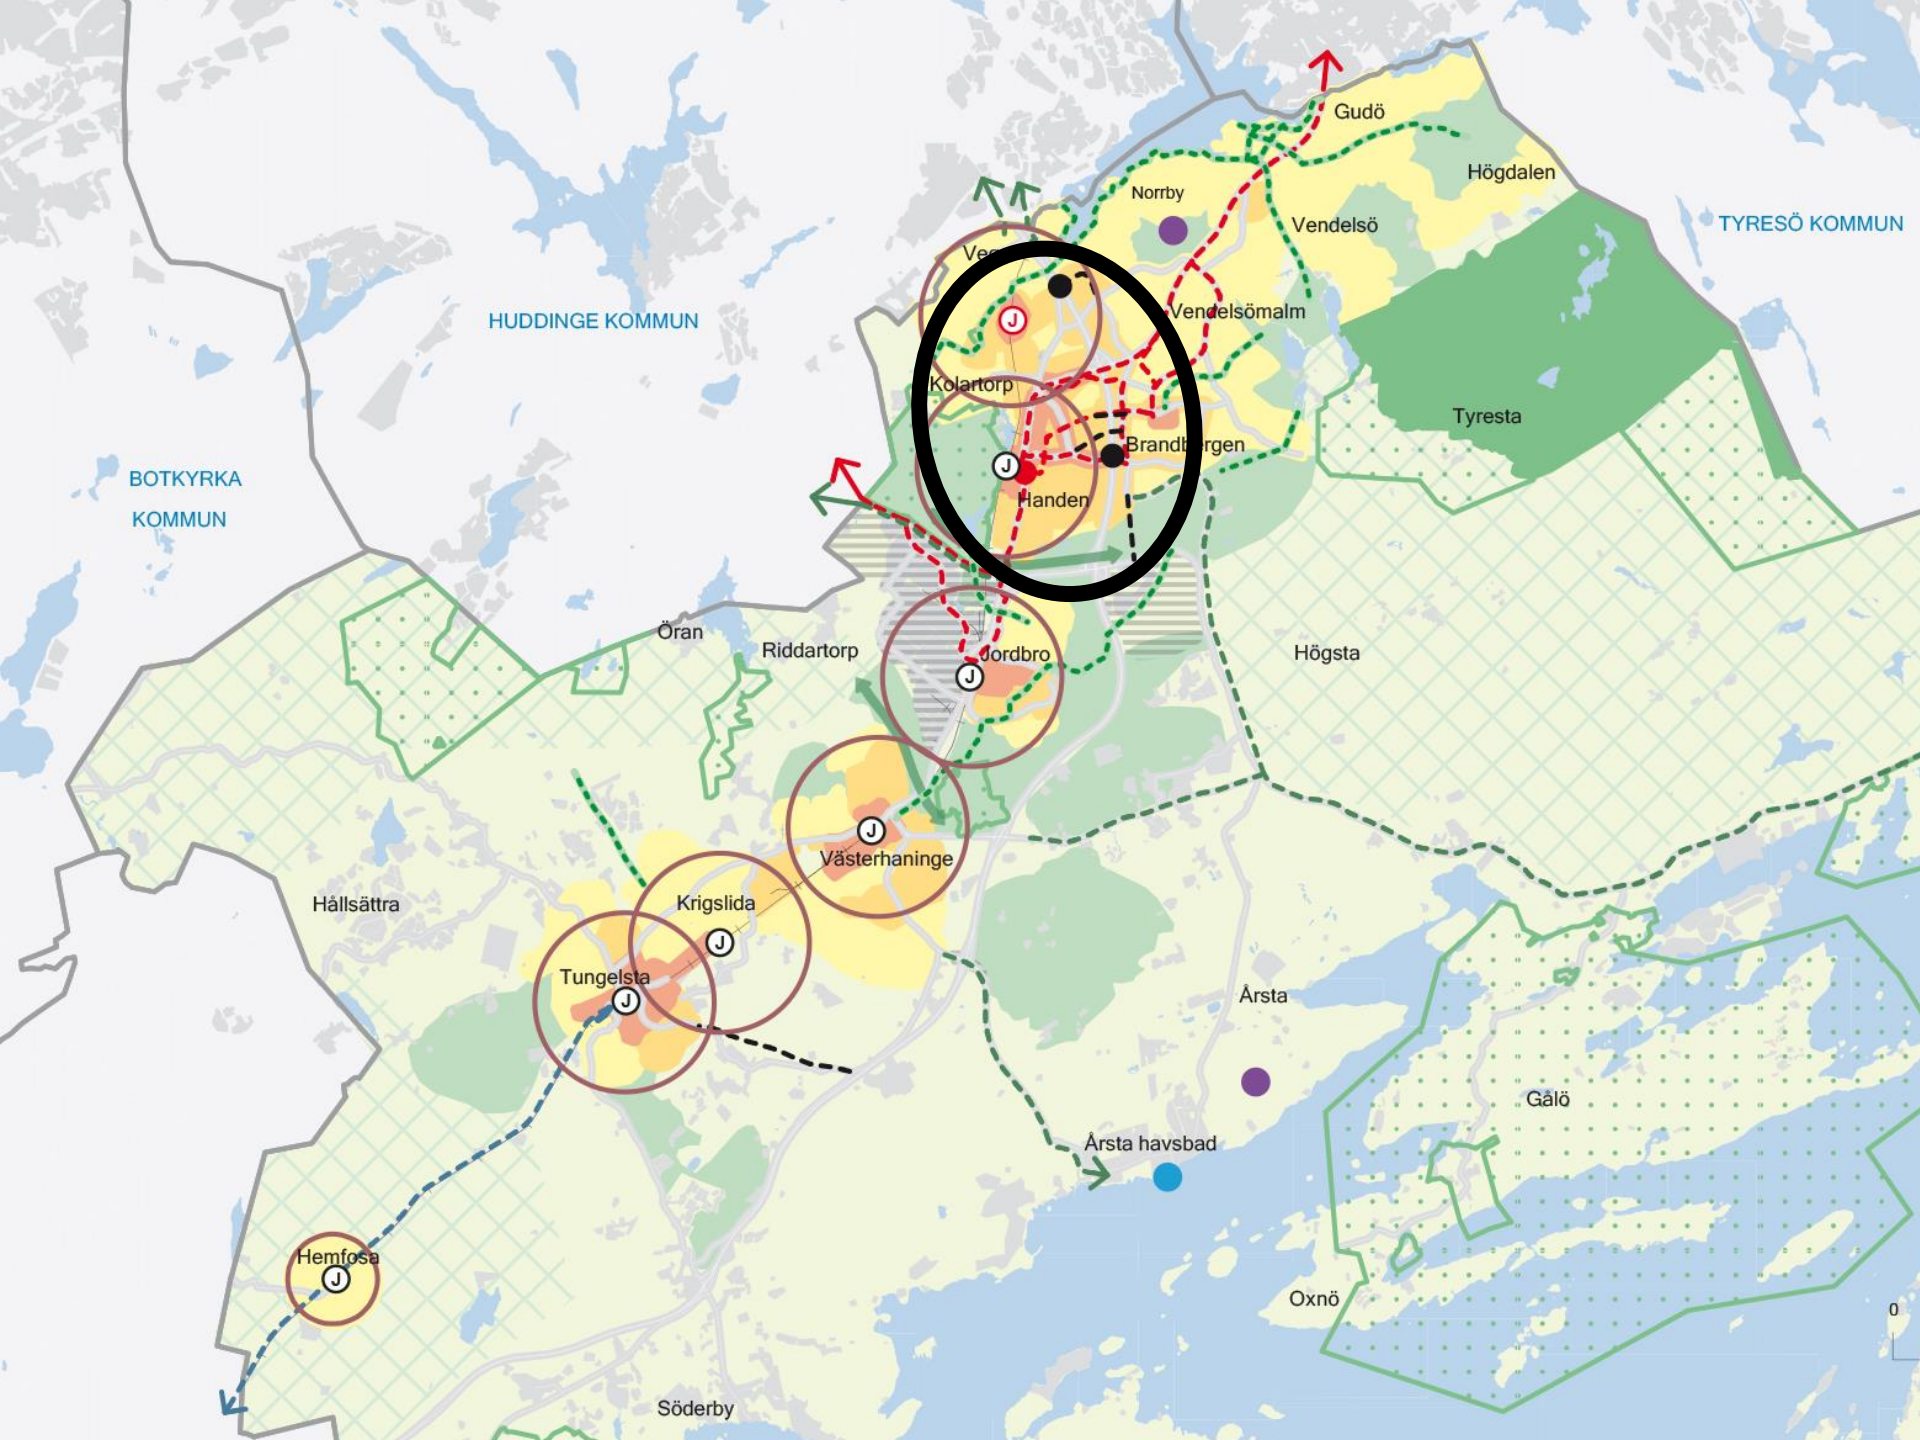 Gudö
Högdalen
Norrby
TYRESÖ KOMMUN
Vendelsö
Vendelsömalm
HUDDINGE KOMMUN
J
Kolartorp
Tyresta
Brandbergen
J
Handen
BOTKYRKA
KOMMUN
Öran
Riddartorp
Jordbro
Högsta
J
J
Västerhaninge
Krigslida
Hållsättra
J
Tungelsta
J
Årsta
Gålö
Årsta havsbad
Hemfosa
J
Oxnö
0
Söderby